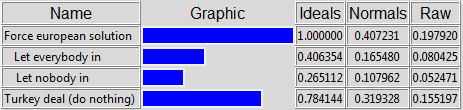 Name Graphic Ideals Normals Raw
Force european solution 1.000000 0.407231 0.197920
Let everybody in 0.406354 0.165480 0.080425
Let nobody in 0.265112 0.107962 0.052471
Turkey deal (do nothing) 0.784144 0.319328 0.155197